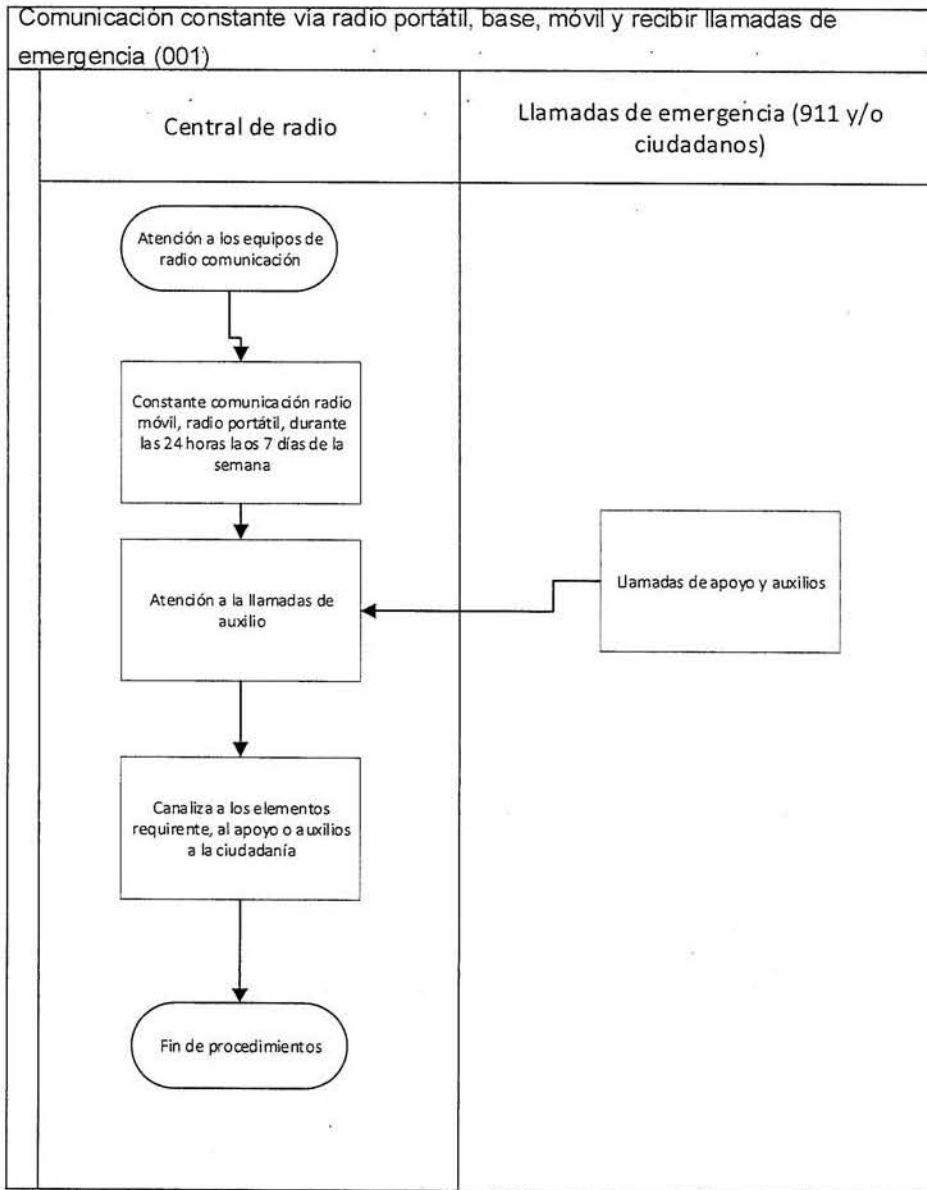 Comunicación constante vía radio portátil, base, móvil y recibir llamadas de
emergencia (001)
Central de radio
Llamadas de emergencia (911 y/o
ciudadanos)
Atención a los equipos de
radio comunicación
Constante comunicación radio
móvil, radio portátil, durante
las 24 horas laos 7 días de la
semana
Atención a la llamadas de
auxilio
Llamadas de apoyo y auxilios
Canaliza a los elementos
requirente, al apoyo o auxilios
a la ciudadanía
Fin de procedimientos